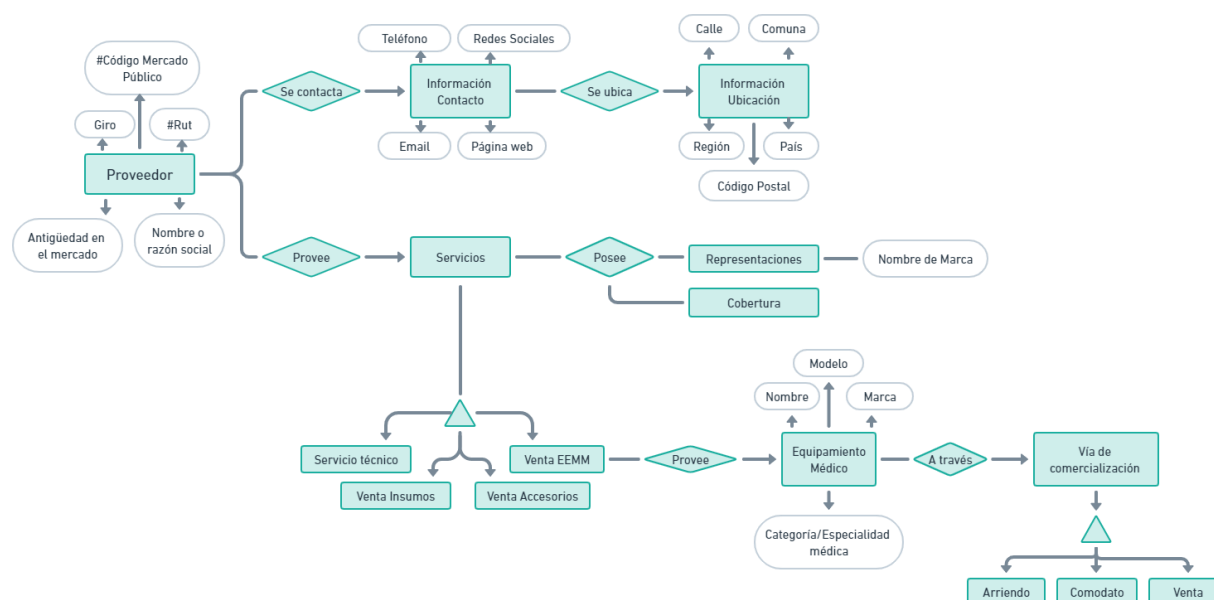 #Código Mercado
Público
Giro
#Rut
Proveedor
Antigüedad en
el mercado
Nombre o
razón social
Se contacta
Teléfono
Redes Sociales
Información
Contacto
Email
Página web
Se ubica
Calle
Comuna
Información
Ubicación
Región
País
Código Postal
Provee
Servicios
Posee
Representaciones
Nombre de Marca
Cobertura
Servicio técnico
Venta Insumos
Venta Accesorios
Venta EEMM
Provee
Modelo
Nombre
Marca
Equipamiento
Médico
Categoría/Especialidad
médica
A través
Vía de
comercialización
Arriendo
Comodato
Venta